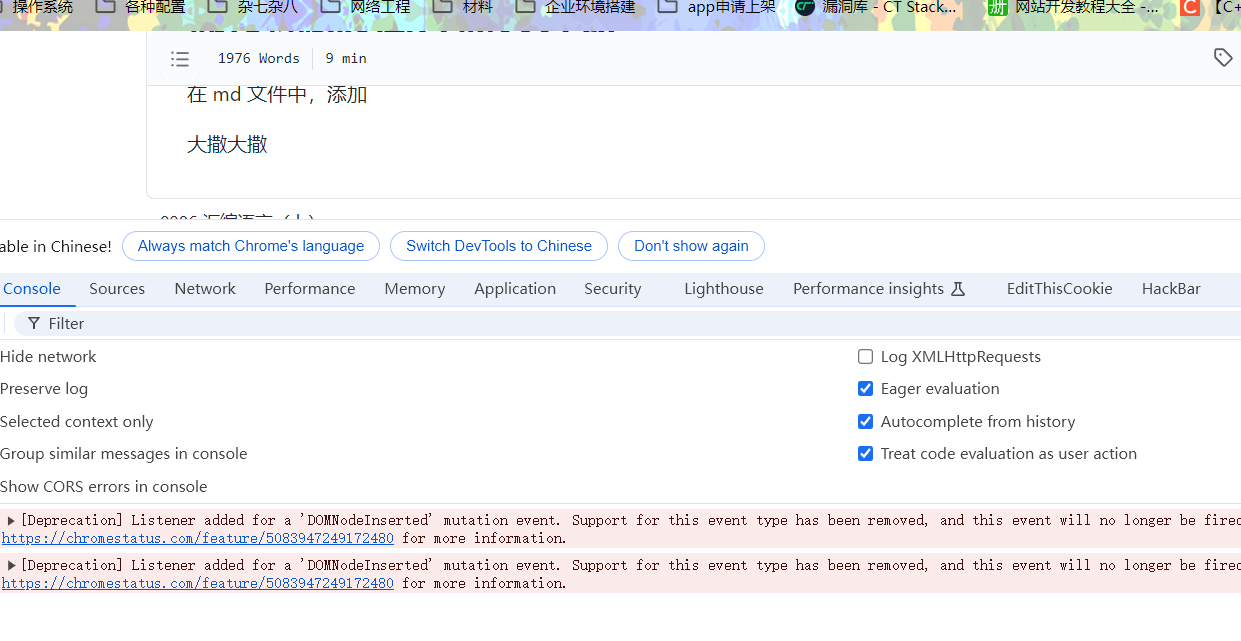 操作系统 各种配置 杂七杂八 网络工程 材料 企业环境搭建 app申请上架 漏洞库 - CT Stack... 网站开发教程大全 -... 【C+
1976 Words 9 min
在 md 文件中，添加
大撒大撒
able in Chinese! Always match Chrome's language Switch DevTools to Chinese Don't show again
Console Sources Network Performance Memory Application Security Lighthouse Performance insights EditThisCookie HackBar
Filter
Hide network Log XMLHttpRequests
Preserve log Eager evaluation
Selected context only Autocomplete from history
Group similar messages in console Treat code evaluation as user action
Show CORS errors in console
[Deprecation] Listener added for a 'DOMNodeInserted' mutation event. Support for this event type has been removed, and this event will no longer be fired
https://chromestatus.com/feature/5083947249172480 for more information.
[Deprecation] Listener added for a 'DOMNodeInserted' mutation event. Support for this event type has been removed, and this event will no longer be fired
https://chromestatus.com/feature/5083947249172480 for more information.